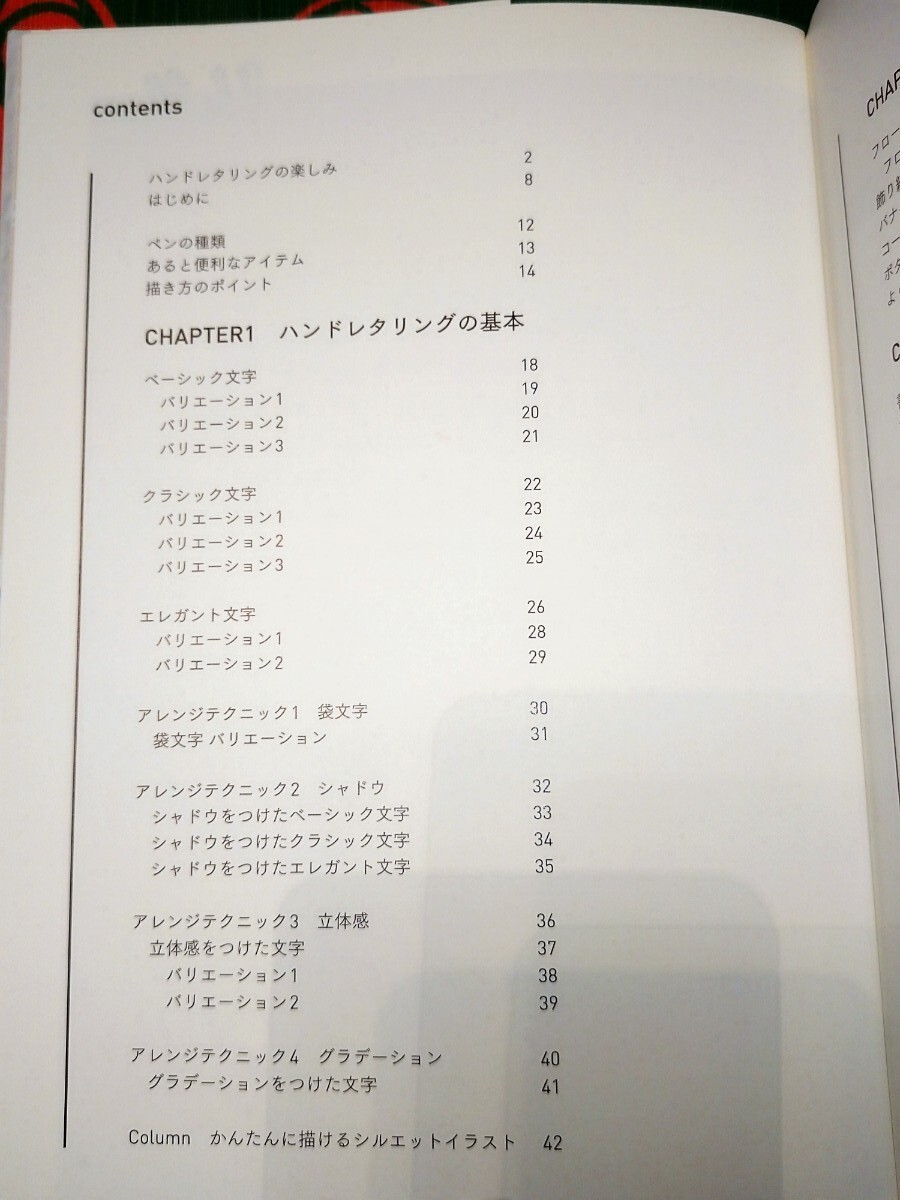 contents
ハンドレタリングの楽しみ 2
はじめに 8
ペンの種類 12
あると便利なアイテム 13
描き方のポイント 14
CHAPTER1 ハンドレタリングの基本
ベーシック文字 18
バリエーション1 19
バリエーション2 20
バリエーション3 21
クラシック文字 22
バリエーション1 23
バリエーション2 24
バリエーション3 25
エレガント文字 26
バリエーション1 28
バリエーション2 29
アレンジテクニック1 袋文字 30
袋文字 バリエーション 31
アレンジテクニック2 シャドウ 32
シャドウをつけたベーシック文字 33
シャドウをつけたクラシック文字 34
シャドウをつけたエレガント文字 35
アレンジテクニック3 立体感 36
立体感をつけた文字 37
バリエーション1 38
バリエーション2 39
アレンジテクニック4 グラデーション 40
グラデーションをつけた文字 41
Column かんたんに描けるシルエットイラスト 42